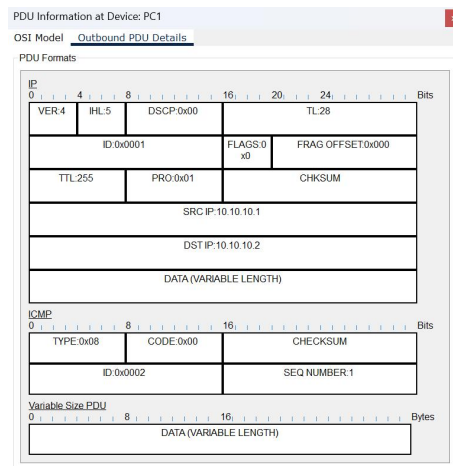 PDU Information at Device: PC1
OSI Model Outbound PDU Details
PDU Formats
IP
0 4 8 16 20 24 Bits
VER:4 IHL:5 DSCP:0x00 TL:28
ID:0x0001 FLAGS:0x0 FRAG OFFSET:0x000
TTL:255 PRO:0x01 CHKSUM
SRC IP:10.10.10.1
DST IP:10.10.10.2
DATA (VARIABLE LENGTH)
ICMP
0 8 16 Bits
TYPE:0x08 CODE:0x00 CHECKSUM
ID:0x0002 SEQ NUMBER:1
Variable Size PDU
0 8 16 Bytes
DATA (VARIABLE LENGTH)